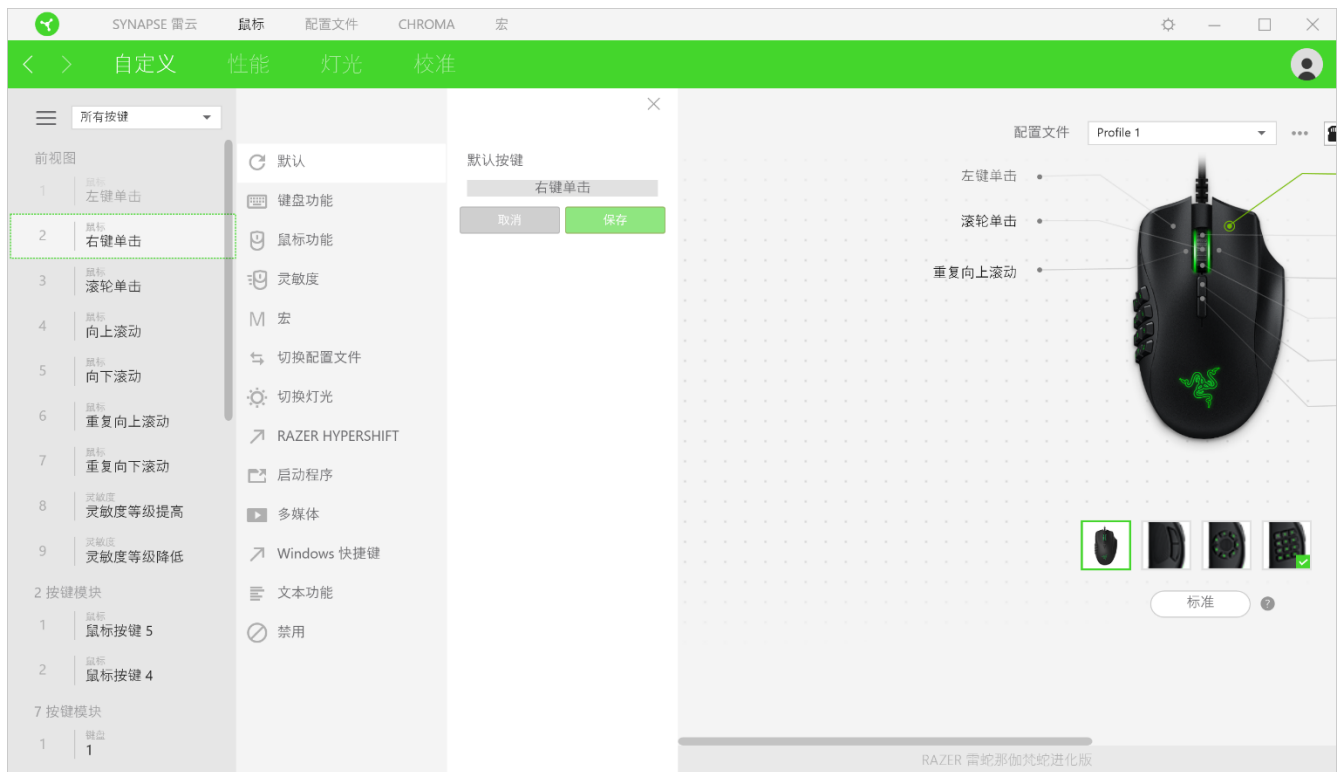 SYNAPSE 雷云 鼠标 配置文件 CHROMA 宏
自定义 性能 灯光 校准
所有按键
前视图
1 鼠标
左键单击
2 鼠标
右键单击
3 鼠标
滚轮单击
4 鼠标
向上滚动
5 鼠标
向下滚动
6 鼠标
重复向上滚动
7 鼠标
重复向下滚动
8 灵敏度
灵敏度等级提高
9 灵敏度
灵敏度等级降低
2 按键模块
1 鼠标
鼠标按键 5
2 鼠标
鼠标按键 4
7 按键模块
1 键盘
1
默认
键盘功能
鼠标功能
灵敏度
宏
切换配置文件
切换灯光
RAZER HYPERSHIFT
启动程序
多媒体
Windows 快捷键
文本功能
禁用
默认按键
右键单击
取消 保存
配置文件 Profile 1
左键单击
滚轮单击
重复向上滚动
标准 ?
RAZER 雷蛇那伽梵蛇进化版